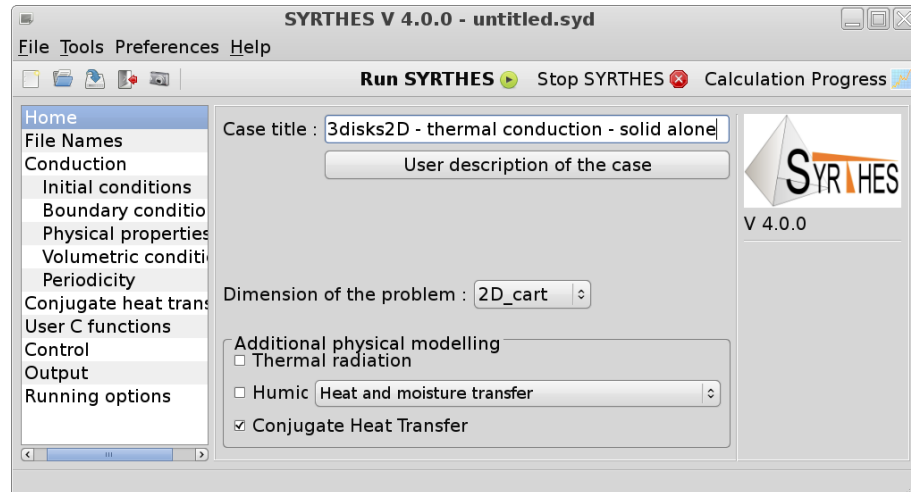 SYRTHES V 4.0.0 - untitled.syd
File Tools Preferences Help
Run SYRTHES Stop SYRTHES Calculation Progress
Home
File Names
Conduction
Initial conditions
Boundary conditio
Physical properties
Volumetric conditi
Periodicity
Conjugate heat trans
User C functions
Control
Output
Running options
Case title : 3disks2D - thermal conduction - solid alone
User description of the case
Dimension of the problem : 2D_cart
Additional physical modelling
Thermal radiation
Humic Heat and moisture transfer
Conjugate Heat Transfer
SYRTHES
V 4.0.0